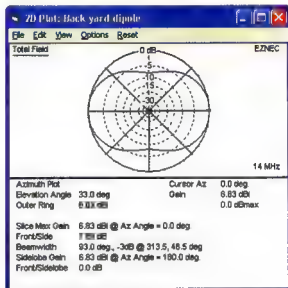 2D Plot: Back yard dipole
File Edit View Options Reset
Total Field
0 dB
EZNEC
-5
-10
-15
-30
14 MHz
Azimuth Plot
Cursor Az 0.0 deg.
Elevation Angle 33.0 deg.
Gain 6.83 dBi
Outer Ring
0.0 dBmax
Slice Max Gain 6.83 dBi @ Az Angle = 0.0 deg.
Front/Side
Beamwidth 93.0 deg., -3dB @ 313.5, 46.5 deg.
Sidelobe Gain 6.83 dBi @ Az Angle = 180.0 deg.
Front/Sidelobe 0.0 dB